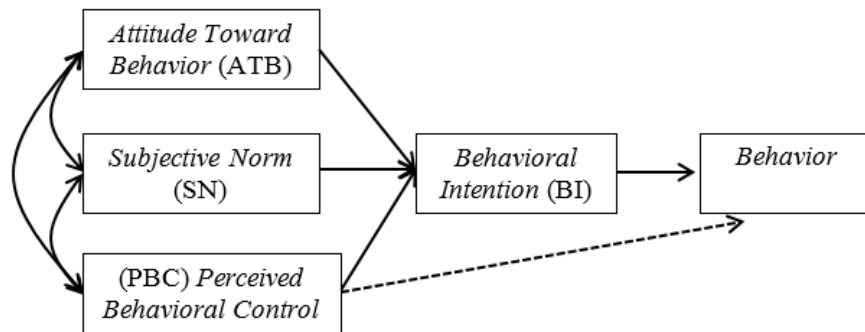 Attitude Toward
Behavior (ATB)
Subjective Norm
(SN)
(PBC) Perceived
Behavioral Control
Behavioral
Intention (BI)
Behavior